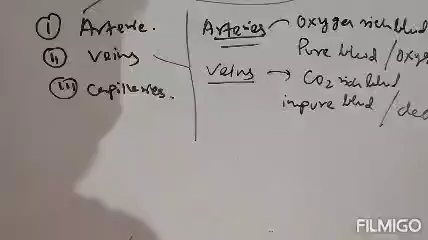 (i) Arterie.
(ii) Veins
(iii) Capillaries.
Arteries - Oxygen rich blood
Pure blood / oxyg
Veins → CO2 rich blood
impure blood / deo
FILMIGO